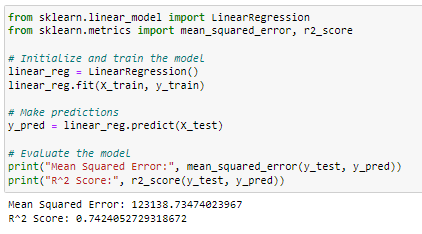 from sklearn.linear_model import LinearRegression
from sklearn.metrics import mean_squared_error, r2_score
# Initialize and train the model
linear_reg = LinearRegression()
linear_reg.fit(X_train, y_train)
# Make predictions
y_pred = linear_reg.predict(X_test)
# Evaluate the model
print("Mean Squared Error:", mean_squared_error(y_test, y_pred))
print("R^2 Score:", r2_score(y_test, y_pred))
Mean Squared Error: 123138.73474023967
R^2 Score: 0.7424052729318672